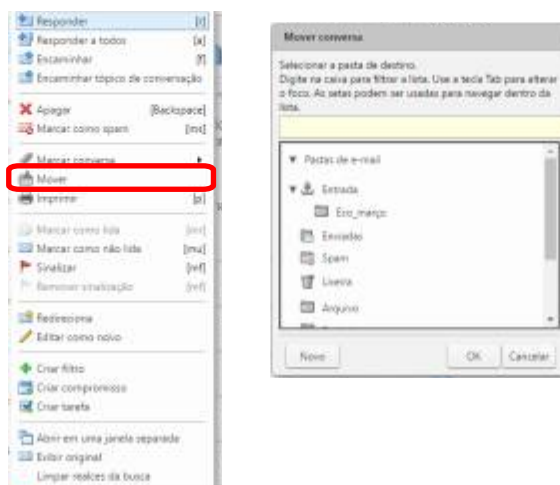 Responder [r]
Responder a todos [a]
Encaminhar [f]
Encaminhar tópico de conversação
Apagar [Backspace]
Marcar como spam [ms]
Marcar conversa
Mover
Imprimir [p]
Marcar como lida [mr]
Marcar como não lida [mu]
Sinalizar [mf]
Remover sinalização [mf]
Redireciona
Editar como novo
Criar filtro
Criar compromisso
Criar tarefa
Abrir em uma janela separada
Exibir original
Limpar realces da busca
Mover conversa
Selecionar a pasta de destino.
Digite na caixa para filtrar a lista. Use a tecla Tab para alterar
o foco. As setas podem ser usadas para navegar dentro da
lista.
Pastas de e-mail
Entrada
Eco_março
Enviadas
Spam
Lixeira
Arquivo
Novo OK Cancelar